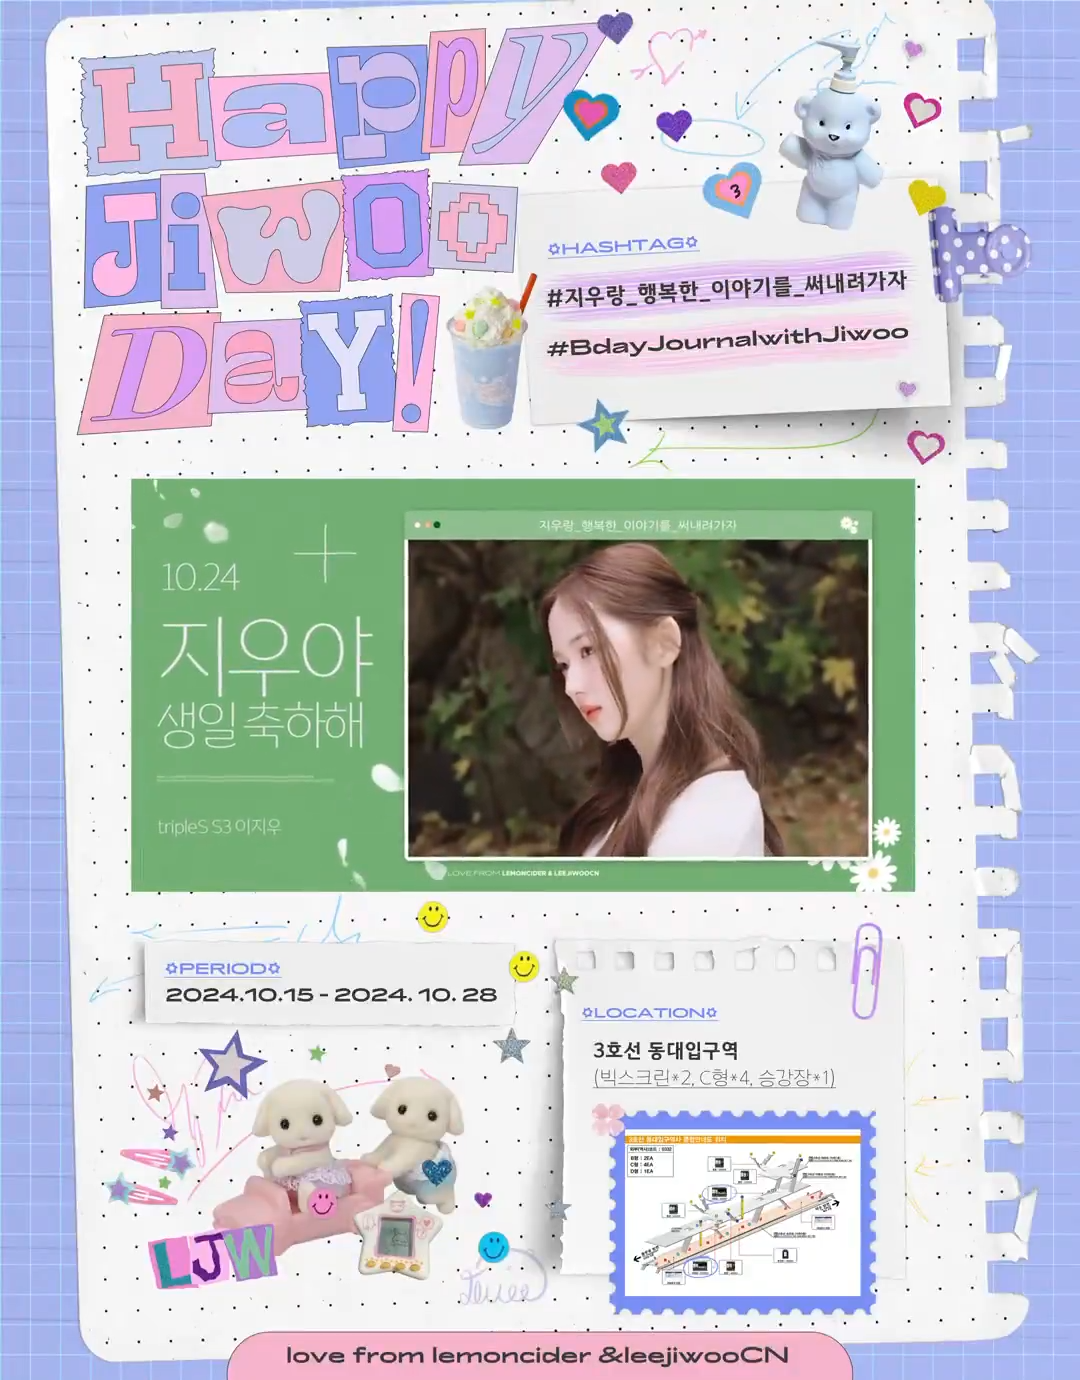 Happy
Jiwoo
Day!
3
✿HASHTAG✿
#지우랑_행복한_이야기를_써내려가자
#BdayJournalwithJiwoo
지우랑_행복한_이야기를_써내려가자
10.24
지우야
생일 축하해
tripleS S3 이지우
LOVE FROM LEMONCIDER & LEEJIWOOCN
✿PERIOD✿
2024.10.15 - 2024. 10. 28
✿LOCATION✿
3호선 동대입구역
(빅스크린*2, C형*4, 승강장*1)
LJW
love from lemoncider &leejiwooCN